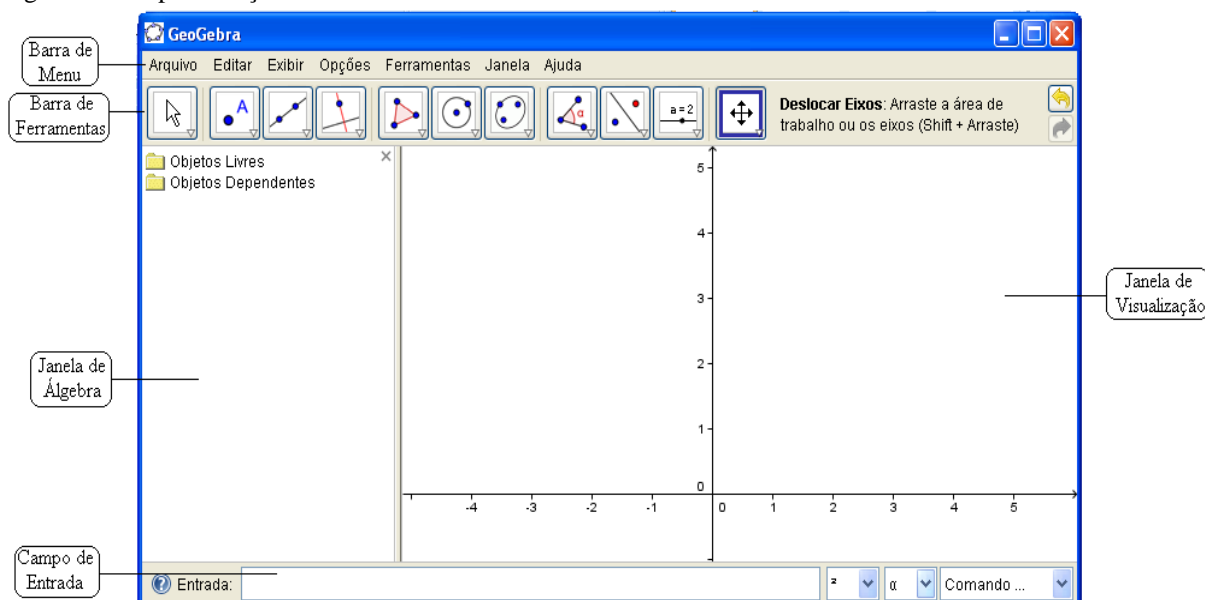 GeoGebra
Barra de
Menu
Arquivo Editar Exibir Opções Ferramentas Janela Ajuda
Barra de
Ferramentas
A
α
a = 2
Deslocar Eixos: Arraste a área de
trabalho ou os eixos (Shift + Arraste)
Objetos Livres
Objetos Dependentes
5
4
3
2
1
0
-4 -3 -2 -1 0 1 2 3 4 5
Janela de
Visualização
Janela de
Álgebra
Campo de
Entrada
Entrada:
² α Comando ...